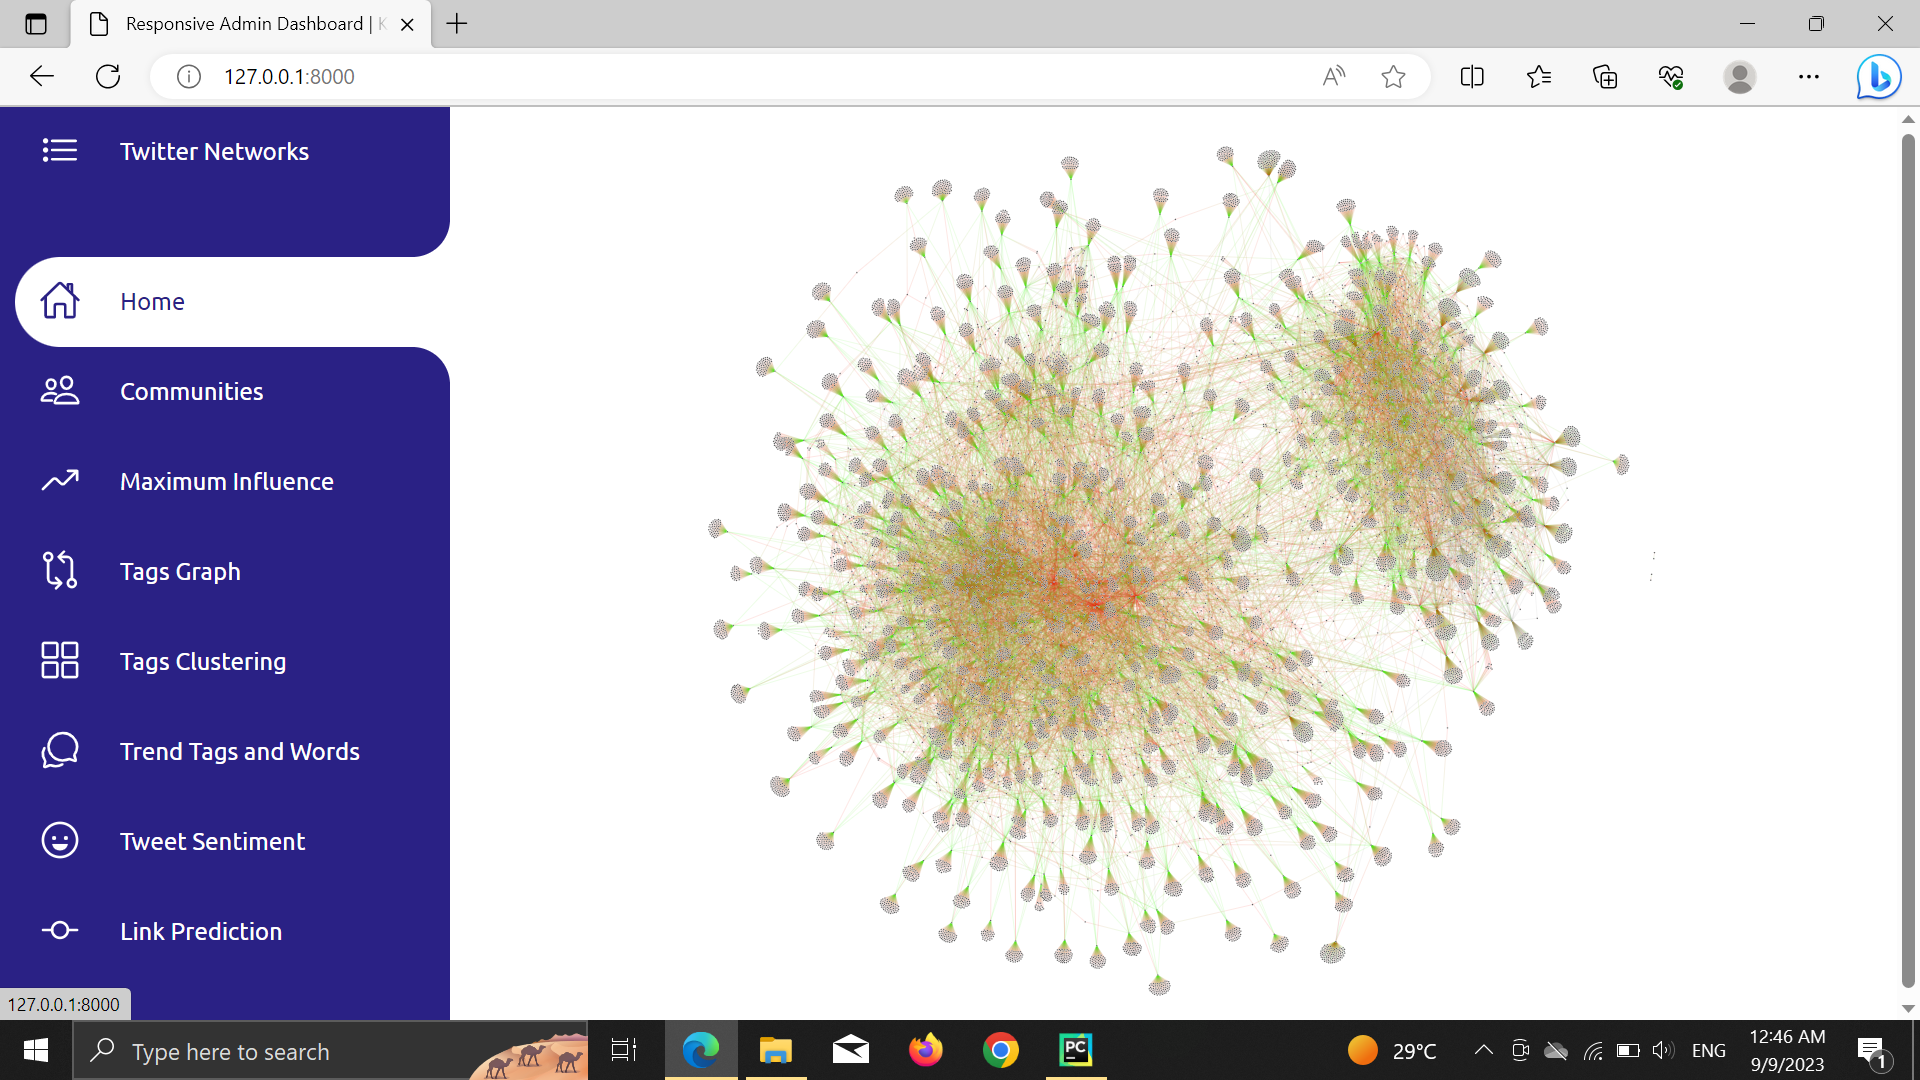 Responsive Admin Dashboard | K
127.0.0.1:8000
Twitter Networks
Home
Communities
Maximum Influence
Tags Graph
Tags Clustering
Trend Tags and Words
Tweet Sentiment
Link Prediction
127.0.0.1:8000
Type here to search
PC
29°C
ENG
12:46 AM
9/9/2023
1